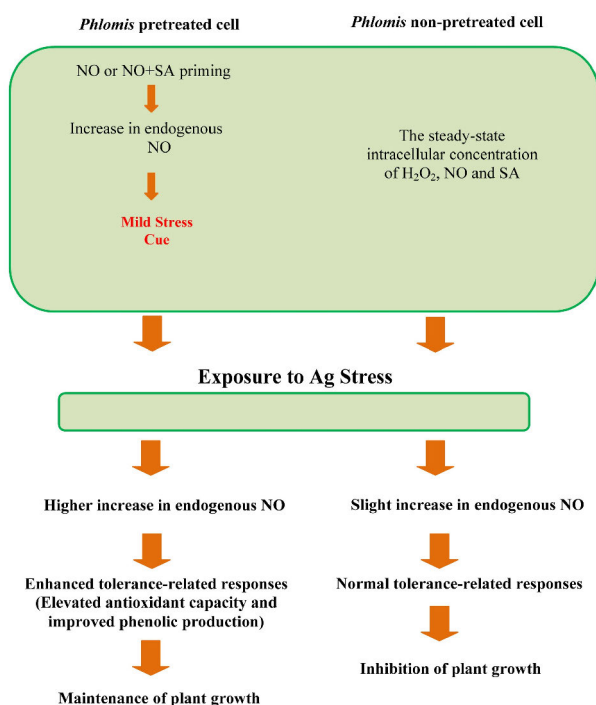 Phlomis pretreated cell
Phlomis non-pretreated cell
NO or NO+SA priming
Increase in endogenous
NO
Mild Stress
Cue
The steady-state
intracellular concentration
of H₂O₂, NO and SA
Exposure to Ag Stress
Higher increase in endogenous NO
Enhanced tolerance-related responses
(Elevated antioxidant capacity and
improved phenolic production)
Maintenance of plant growth
Slight increase in endogenous NO
Normal tolerance-related responses
Inhibition of plant growth